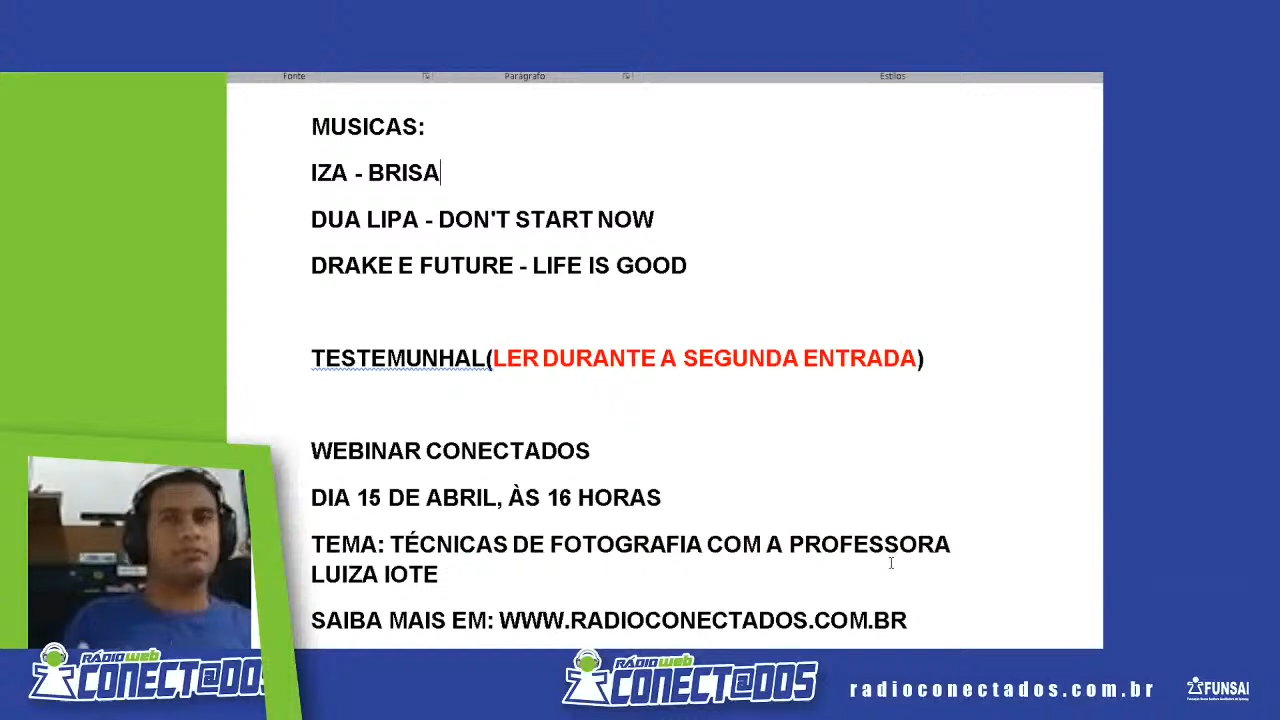 Fonte
Parágrafo
Estilos
MUSICAS:
IZA - BRISA
DUA LIPA - DON'T START NOW
DRAKE E FUTURE - LIFE IS GOOD
TESTEMUNHAL(LER DURANTE A SEGUNDA ENTRADA)
WEBINAR CONECTADOS
DIA 15 DE ABRIL, ÀS 16 HORAS
TEMA: TÉCNICAS DE FOTOGRAFIA COM A PROFESSORA
LUIZA IOTE
SAIBA MAIS EM: WWW.RADIOCONECTADOS.COM.BR
RÁDIO WEB
CONECT@DOS
RÁDIO WEB
CONECT@DOS
radioconectados.com.br
FUNSAI